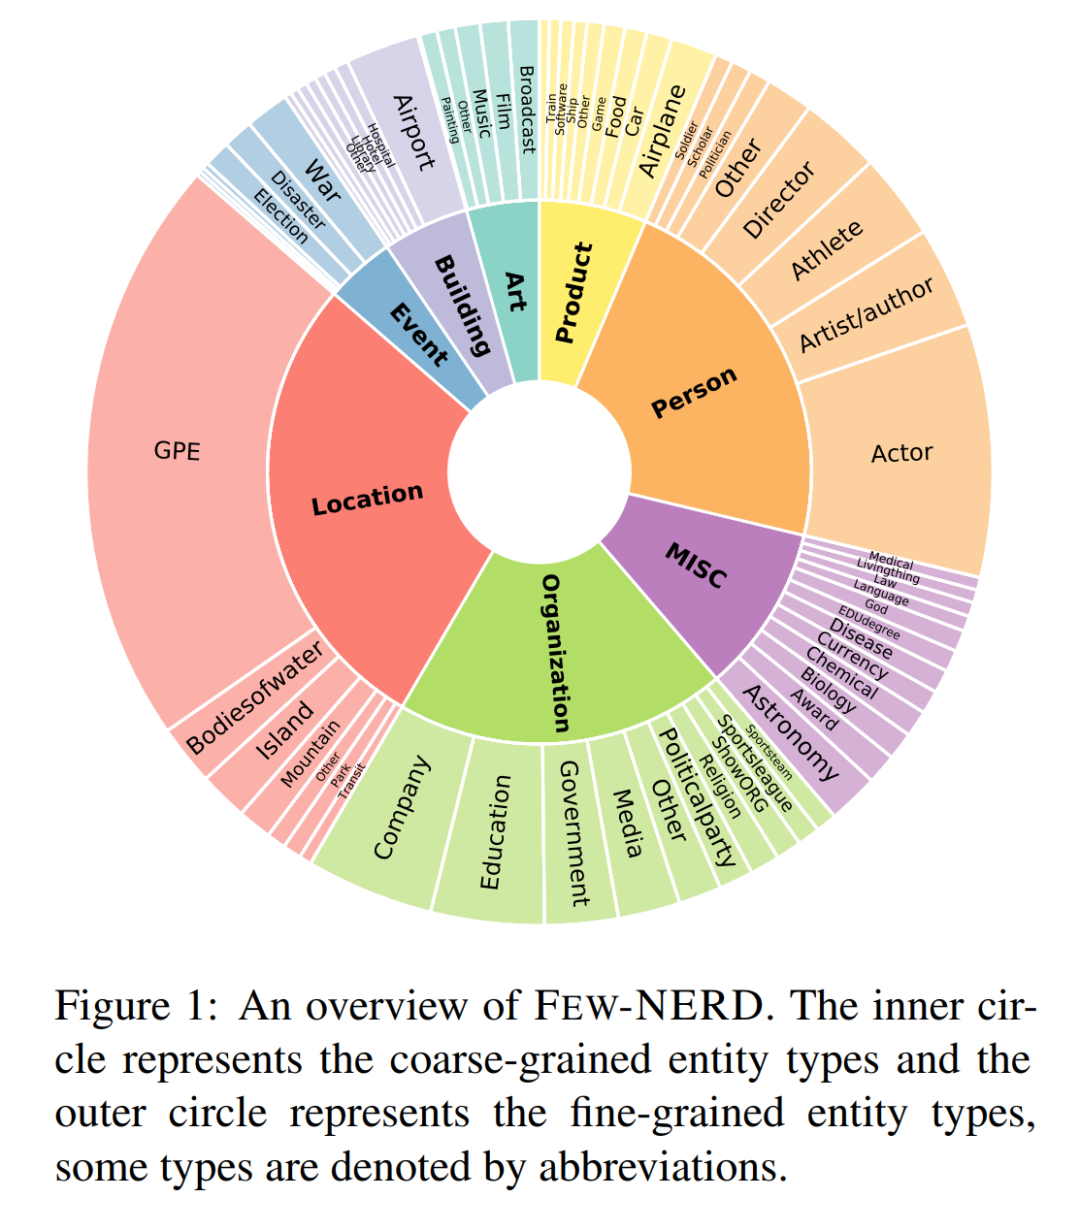 Broadcast
Film
Music
Other
Painting
Train
Software
Ship
Other
Game
Food
Car
Airplane
Soldier
Scholar
Politician
Other
Director
Athlete
Artist/author
Actor
Medical
Livingthing
Law
Language
God
EDUdegree
Disease
Currency
Chemical
Biology
Award
Astronomy
Sportsteam
Sportsleague
ShowORG
Religion
Politicalparty
Other
Media
Government
Education
Company
Transit
Park
Other
Mountain
Island
Bodiesofwater
GPE
Election
Disaster
War
Other
Library
Hotel
Hospital
Airport
Art
Product
Person
MISC
Organization
Location
Event
Building
Figure 1: An overview of FEW-NERD. The inner cir-
cle represents the coarse-grained entity types and the
outer circle represents the fine-grained entity types,
some types are denoted by abbreviations.